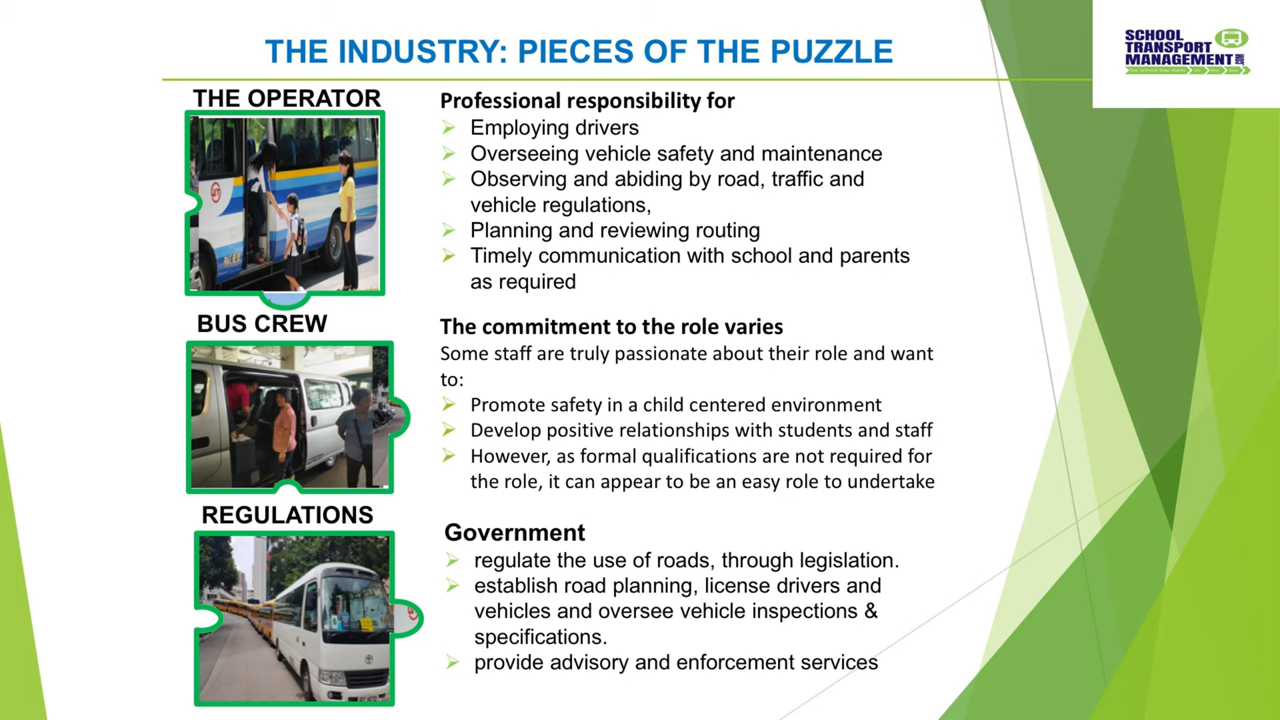 THE INDUSTRY: PIECES OF THE PUZZLE
SCHOOL
TRANSPORT
MANAGEMENT
THE OPERATOR
Professional responsibility for
Employing drivers
Overseeing vehicle safety and maintenance
Observing and abiding by road, traffic and
vehicle regulations,
Planning and reviewing routing
Timely communication with school and parents
as required
BUS CREW
The commitment to the role varies
Some staff are truly passionate about their role and want
to:
Promote safety in a child centered environment
Develop positive relationships with students and staff
However, as formal qualifications are not required for
the role, it can appear to be an easy role to undertake
REGULATIONS
Government
regulate the use of roads, through legislation.
establish road planning, license drivers and
vehicles and oversee vehicle inspections &
specifications.
provide advisory and enforcement services